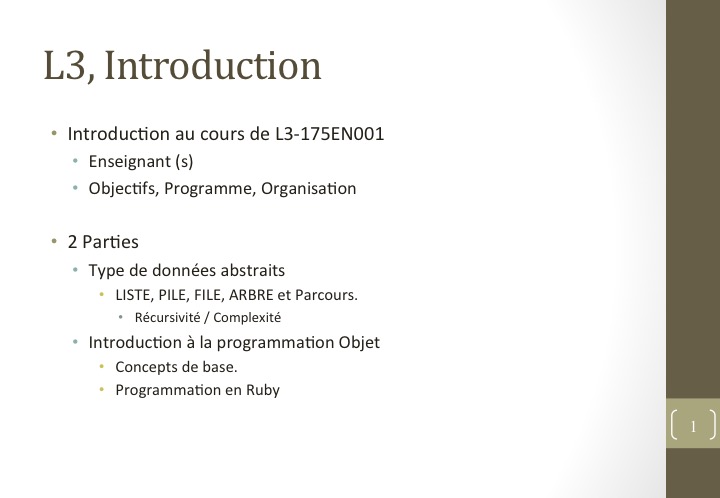 L3, Introduction
• Introduction au cours de L3-175EN001
• Enseignant (s)
• Objectifs, Programme, Organisation
• 2 Parties
• Type de données abstraits
• LISTE, PILE, FILE, ARBRE et Parcours.
• Récursivité / Complexité
• Introduction à la programmation Objet
• Concepts de base.
• Programmation en Ruby
1